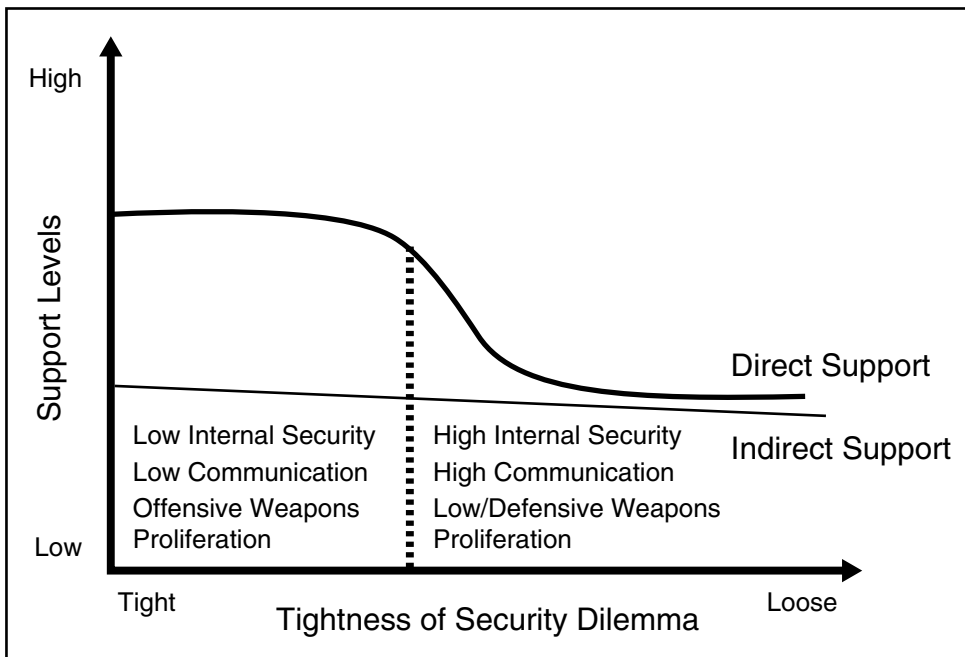 High
Support Levels
Direct Support
Indirect Support
Low Internal Security
Low Communication
Offensive Weapons
Proliferation
High Internal Security
High Communication
Low/Defensive Weapons
Proliferation
Low
Tight
Loose
Tightness of Security Dilemma